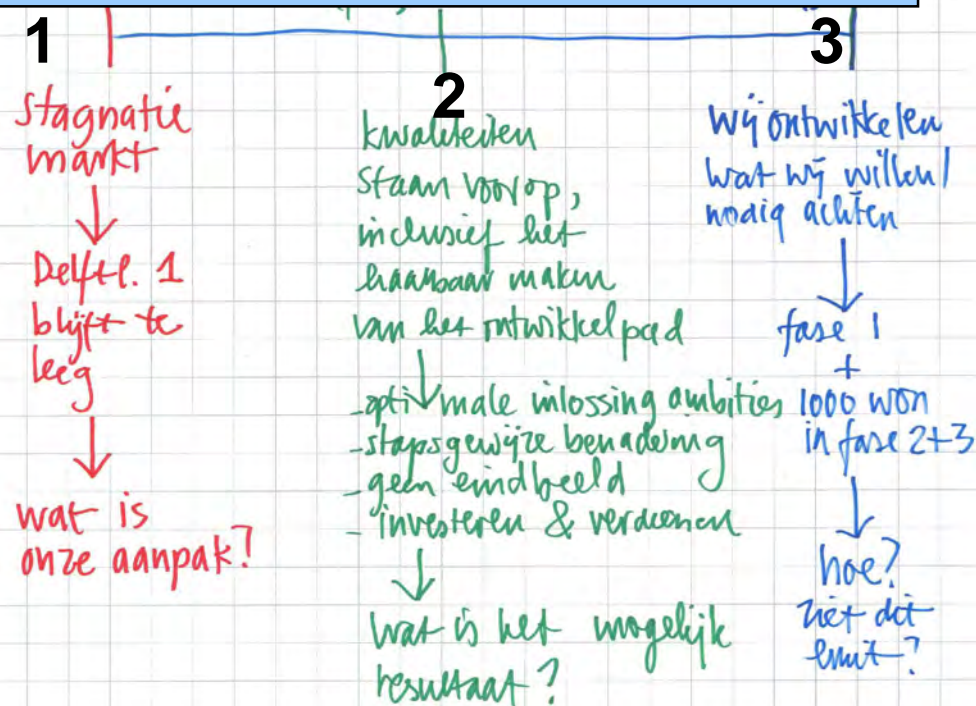 1
stagnatie
markt
Delftl. 1
blijft te
leeg
wat is
onze aanpak?
2
kwaliteiten
staan voorop,
inclusief het
haalbaar maken
van het ontwikkelpad
-optimale inlossing ambities
-stapsgewijze benadering
-geen eindbeeld
-investeren & verdienen
wat is het mogelijk
resultaat?
3
wij ontwikkelen
wat wij willen/
nodig achten
fase 1
+
1000 won
in fase 2+3
hoe?
ziet dit
eruit?